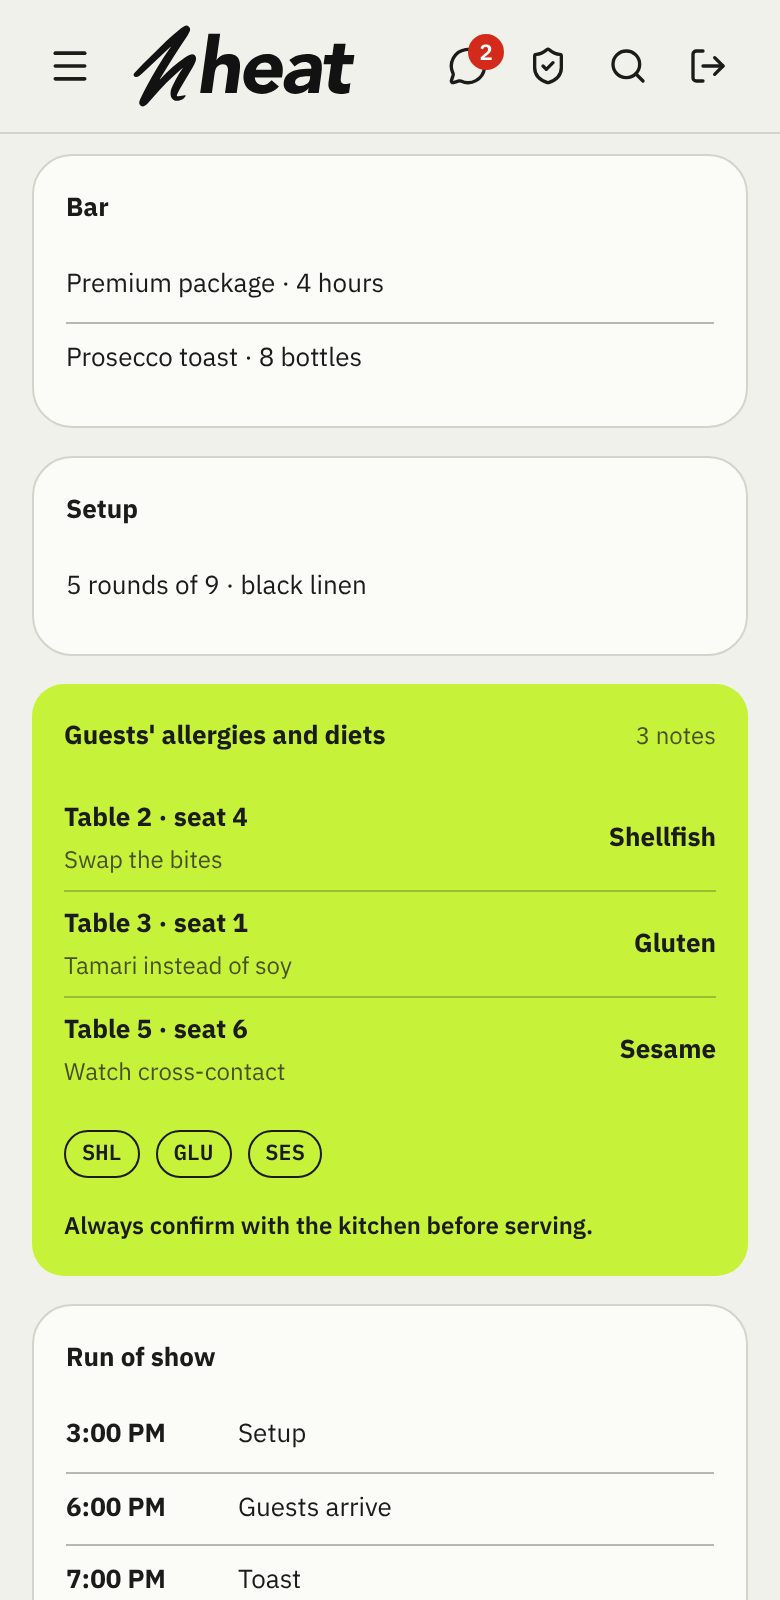 heat
2
Bar
Premium package · 4 hours
Prosecco toast · 8 bottles
Setup
5 rounds of 9 · black linen
Guests' allergies and diets
3 notes
Table 2 · seat 4
Swap the bites
Shellfish
Table 3 · seat 1
Tamari instead of soy
Gluten
Table 5 · seat 6
Watch cross-contact
Sesame
SHL GLU SES
Always confirm with the kitchen before serving.
Run of show
3:00 PM Setup
6:00 PM Guests arrive
7:00 PM Toast